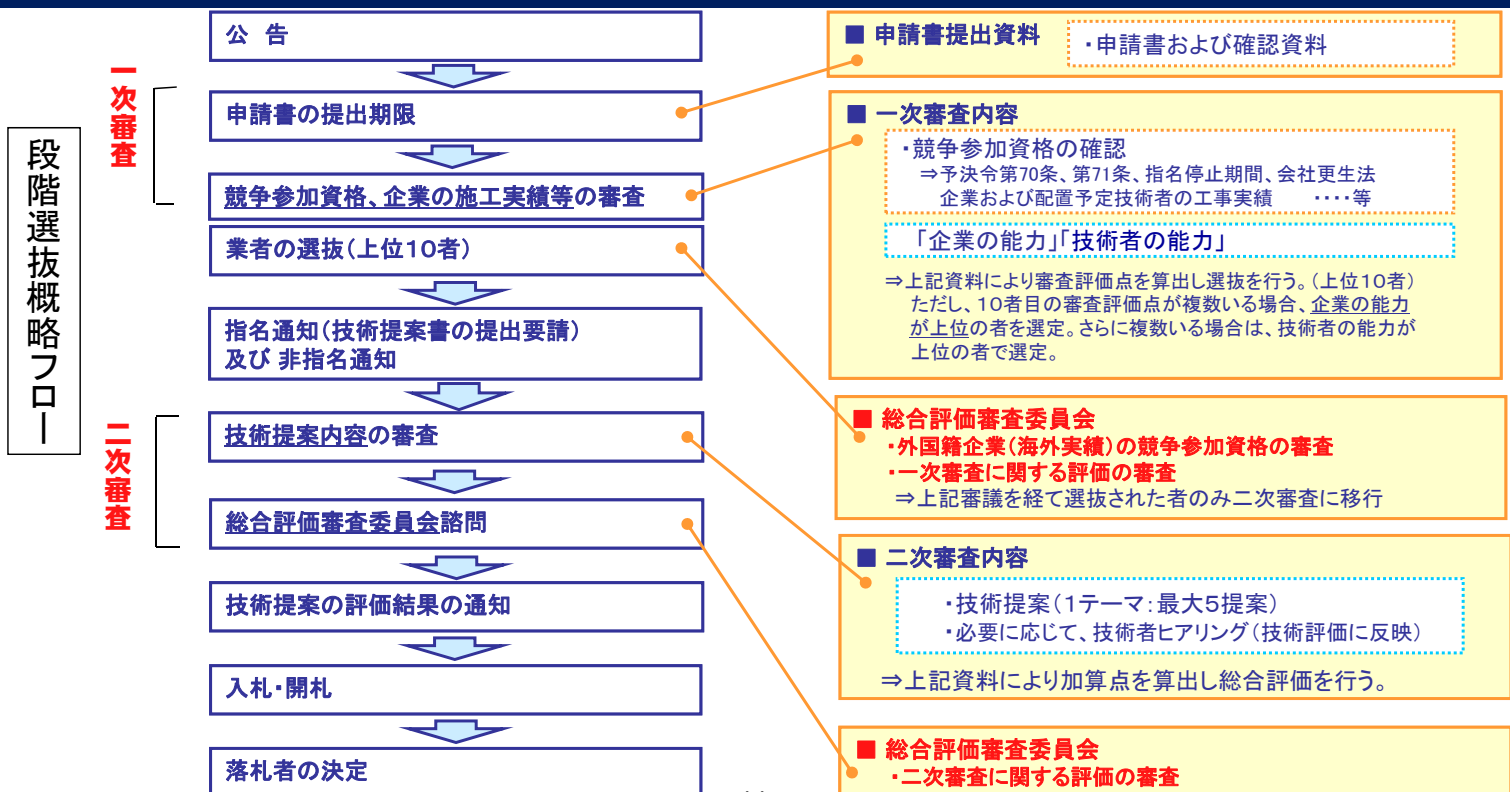 段階選抜概略フロー
一次審査
二次審査
公 告
申請書の提出期限
競争参加資格、企業の施工実績等の審査
業者の選抜(上位10者)
指名通知(技術提案書の提出要請)
及び 非指名通知
技術提案内容の審査
総合評価審査委員会諮問
技術提案の評価結果の通知
入札・開札
落札者の決定
■ 申請書提出資料
・申請書および確認資料
■ 一次審査内容
・競争参加資格の確認
⇒予決令第70条、第71条、指名停止期間、会社更生法
企業および配置予定技術者の工事実績 ・・・・等
「企業の能力」「技術者の能力」
⇒上記資料により審査評価点を算出し選抜を行う。(上位10者)
ただし、10者目の審査評価点が複数いる場合、企業の能力
が上位の者を選定。さらに複数いる場合は、技術者の能力が
上位の者で選定。
■ 総合評価審査委員会
・外国籍企業(海外実績)の競争参加資格の審査
・一次審査に関する評価の審査
⇒上記審議を経て選抜された者のみ二次審査に移行
■ 二次審査内容
・技術提案(1テーマ:最大5提案)
・必要に応じて、技術者ヒアリング(技術評価に反映)
⇒上記資料により加算点を算出し総合評価を行う。
■ 総合評価審査委員会
・二次審査に関する評価の審査